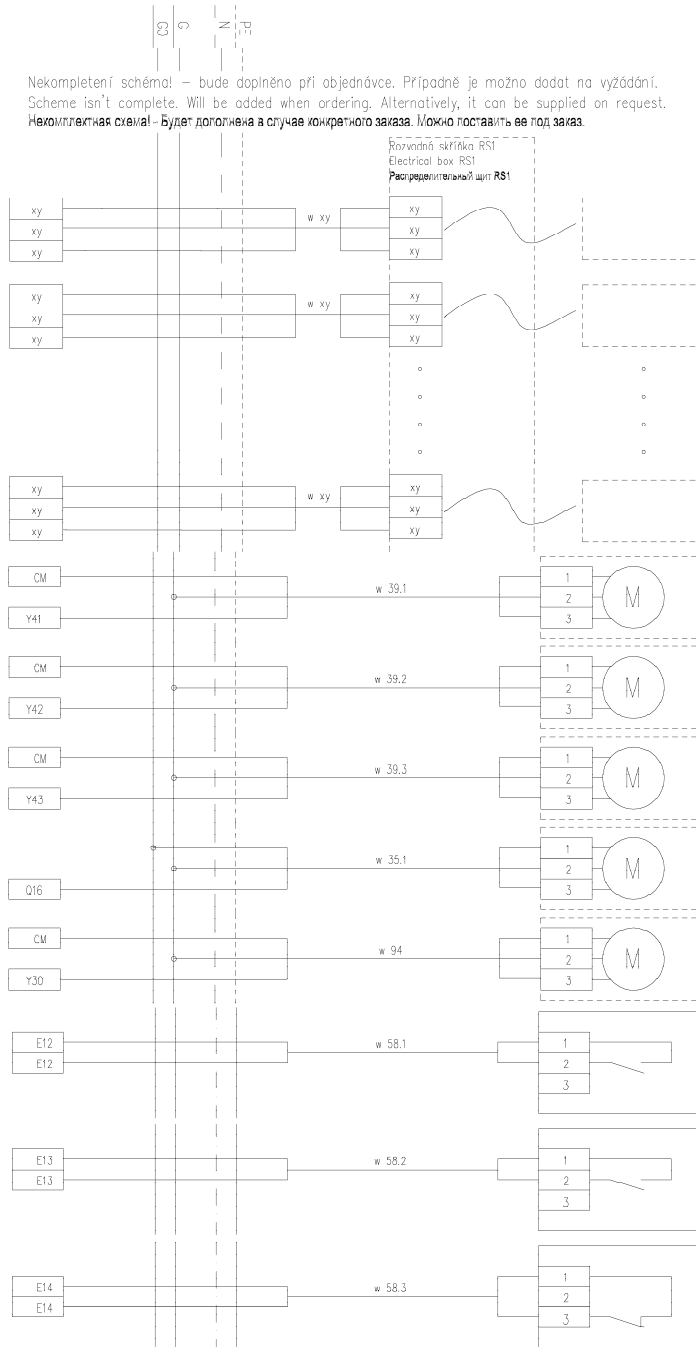 G0 G N PE
Nekompletení schéma! - bude doplněno při objednávce. Případně je možno dodat na vyžádání.
Scheme isn't complete. Will be added when ordering. Alternatively, it can be supplied on request.
Некомплектная схема! - Будет дополнена в случае конкретного заказа. Можно поставить ее под заказ.
Rozvodná skříňka RS1
Electrical box RS1
Распределительный щит RS1
xy w xy xy
xy xy
xy xy
xy w xy xy
xy xy
xy xy
xy w xy xy
xy xy
xy xy
CM w 39.1 1
2 M
Y41 3
CM w 39.2 1
2 M
Y42 3
CM w 39.3 1
2 M
Y43 3
w 35.1 1
2 M
Q16 3
CM w 94 1
2 M
Y30 3
E12 w 58.1 1
E12 2
3
E13 w 58.2 1
E13 2
3
E14 w 58.3 1
E14 2
3